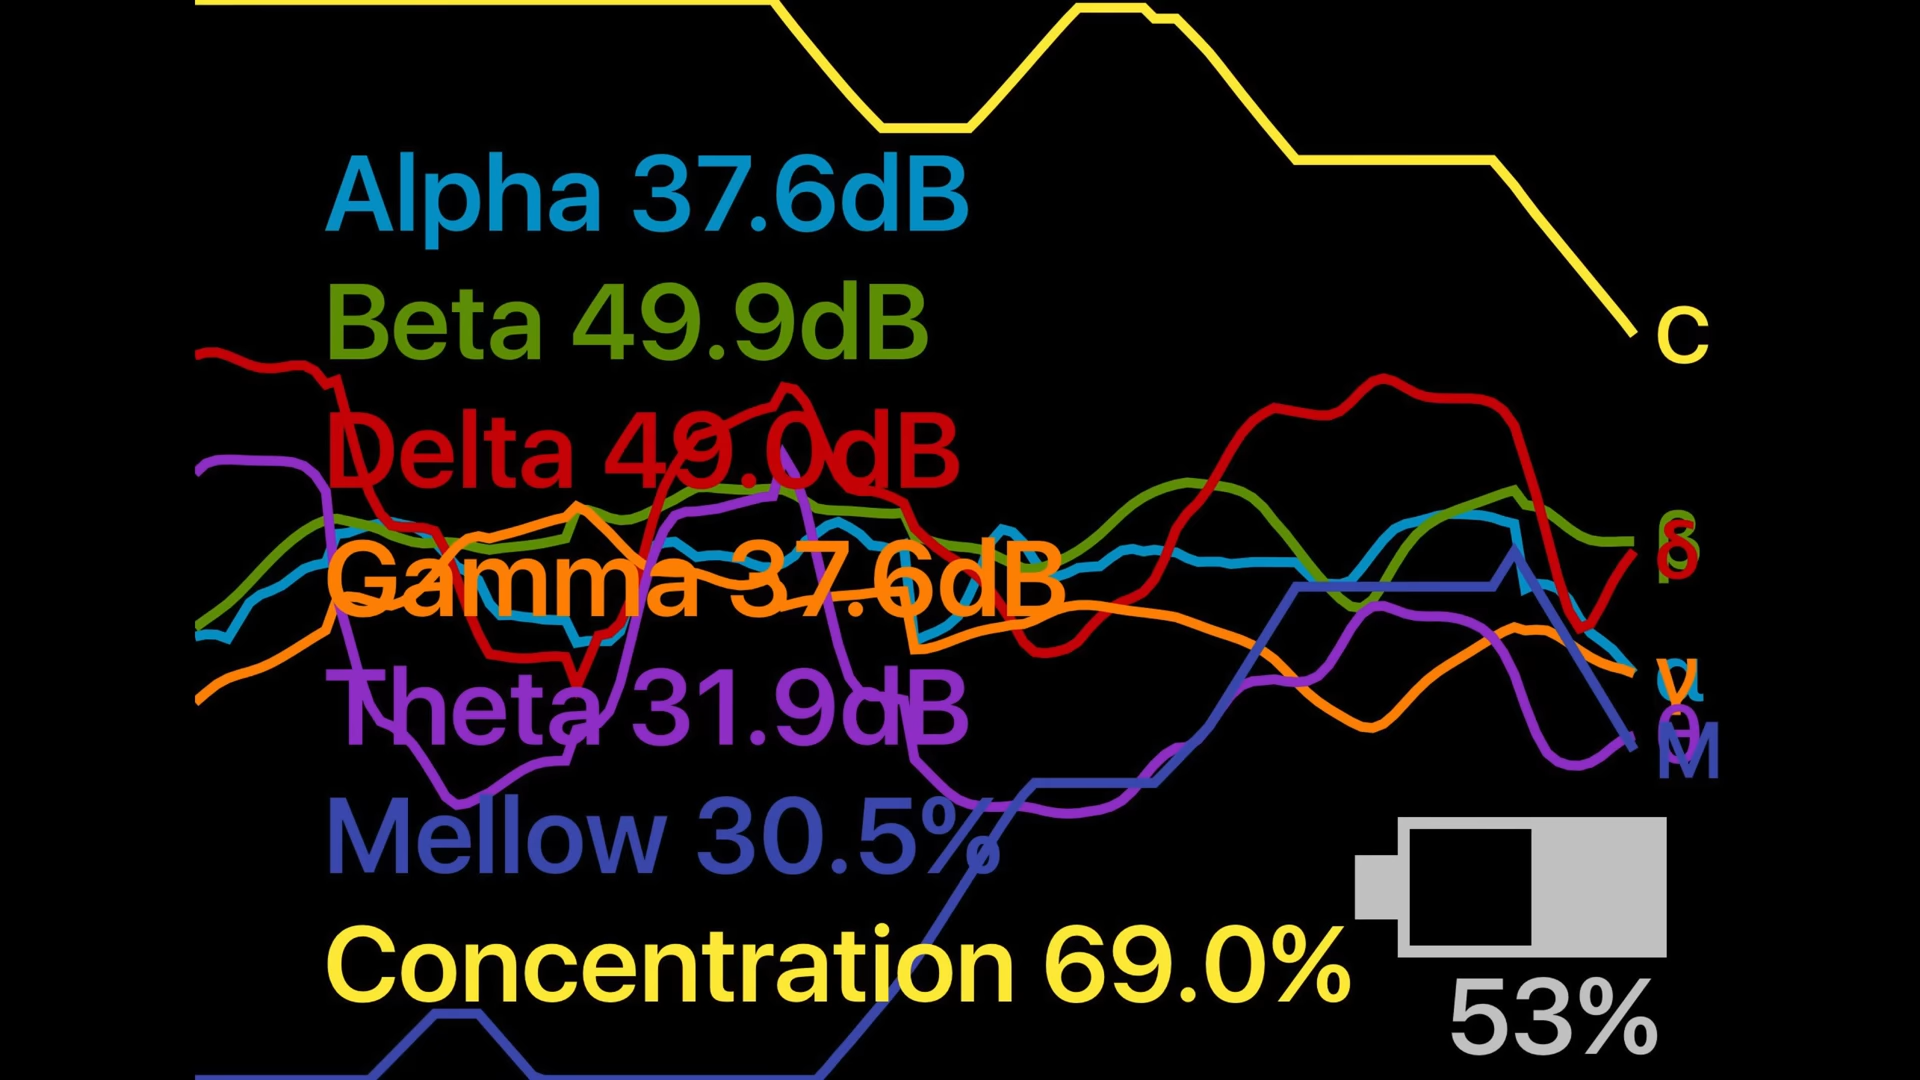 Alpha 37.6dB
Beta 49.9dB
Delta 49.0dB
Gamma 37.6dB
Theta 31.9dB
Mellow 30.5%
Concentration 69.0%
C
β
δ
α
γ
θ
M
53%